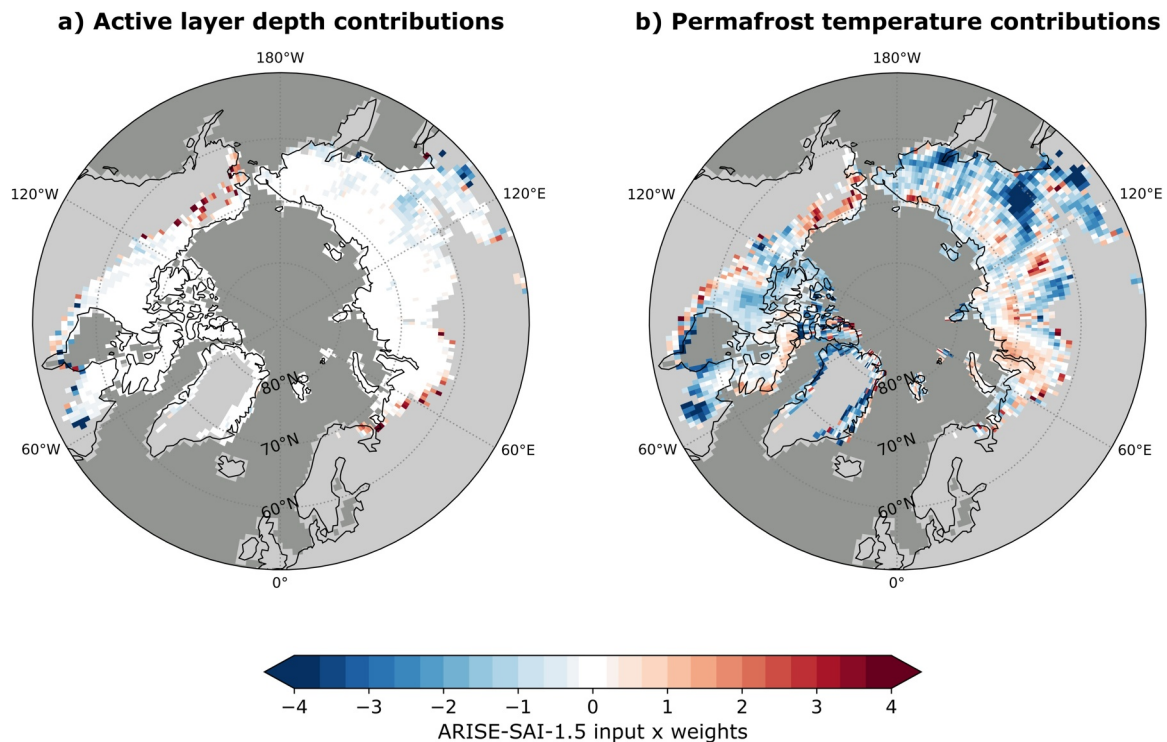 a) Active layer depth contributions
b) Permafrost temperature contributions
180°W
180°W
120°W
120°E
120°W
120°E
80°N
80°N
70°N
70°N
60°W
60°E
60°W
60°E
60°N
60°N
0°
0°
−4 −3 −2 −1 0 1 2 3 4
ARISE-SAI-1.5 input x weights